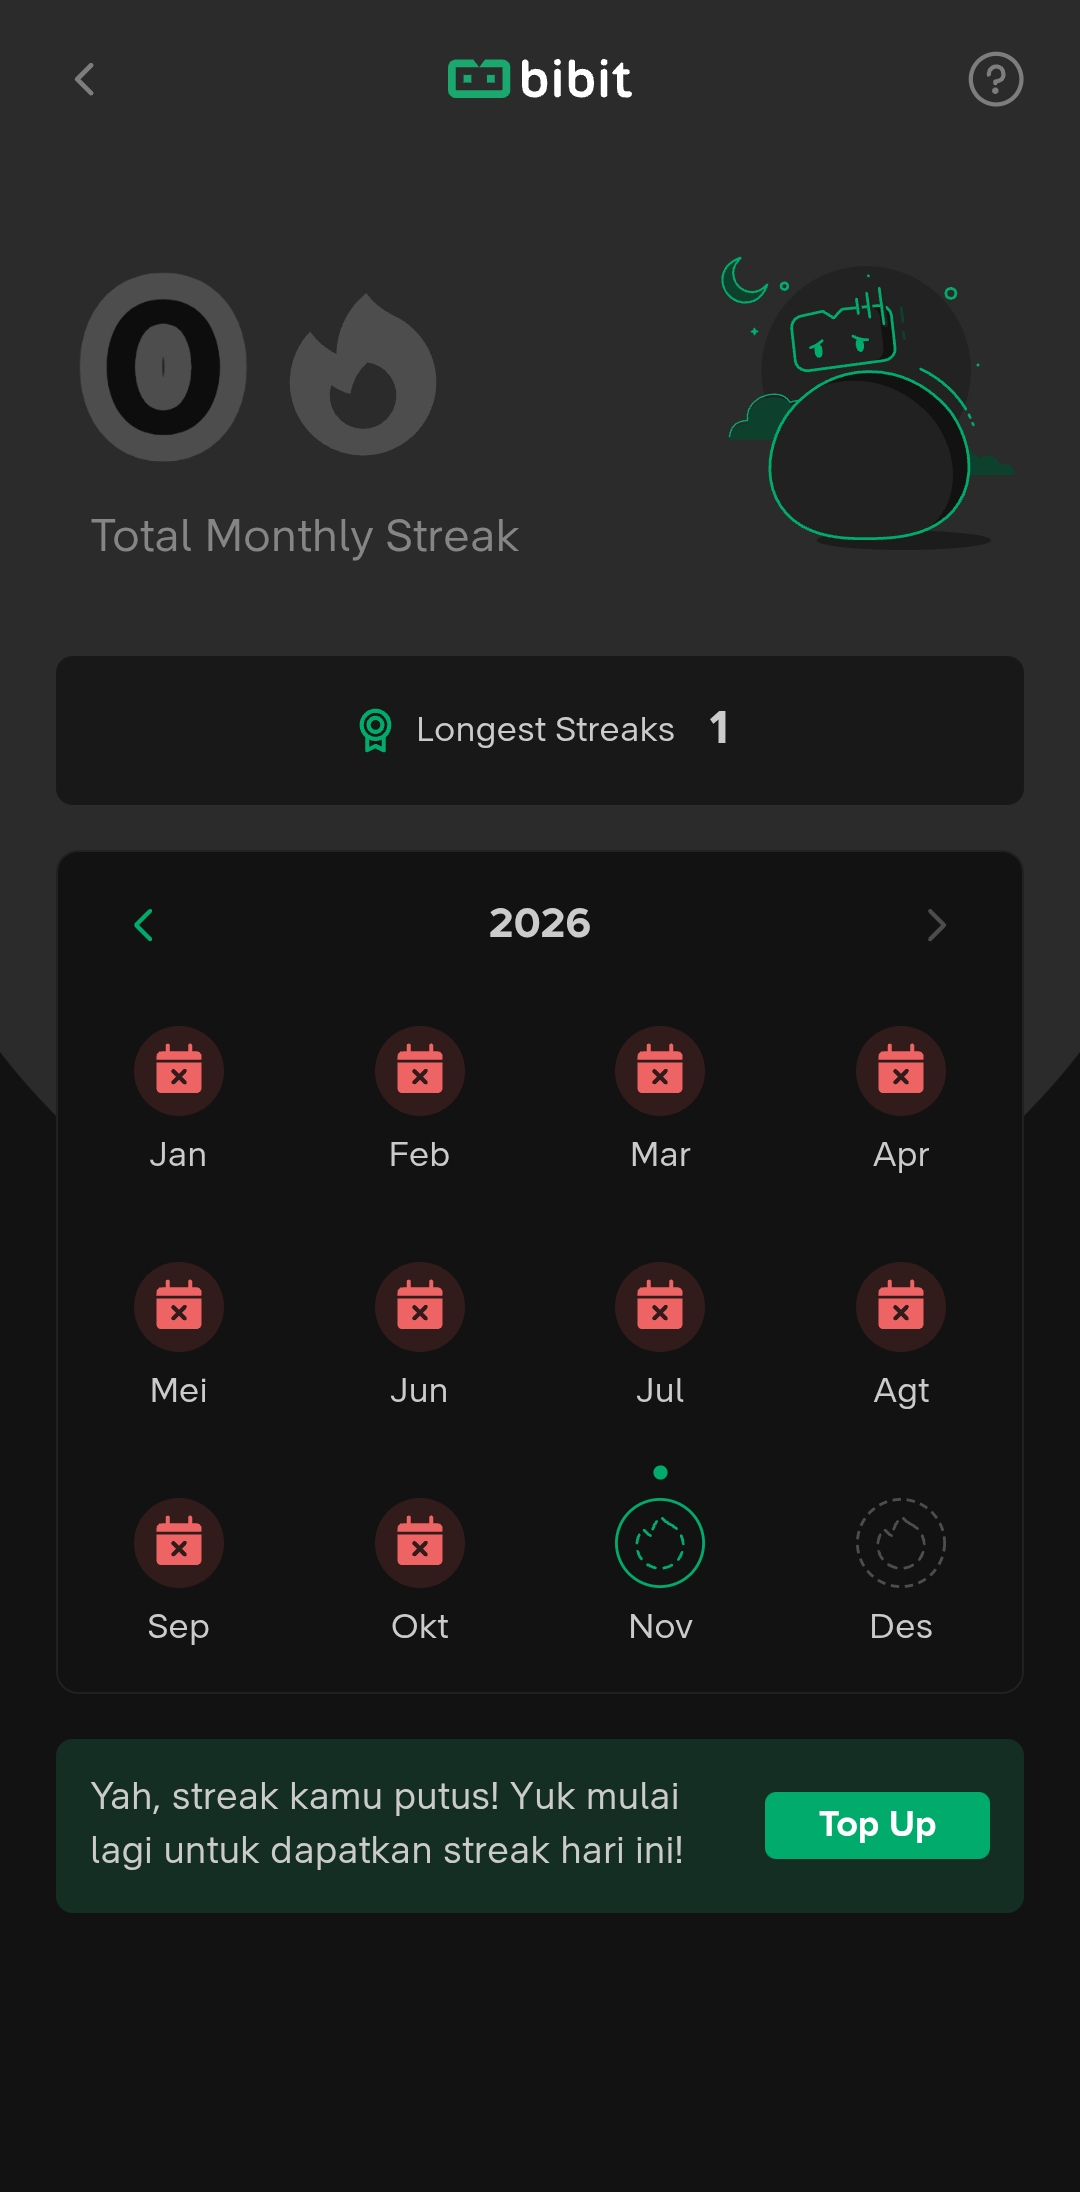 bibit
0
Total Monthly Streak
Longest Streaks 1
2026
Jan Feb Mar Apr
Mei Jun Jul Agt
Sep Okt Nov Des
Yah, streak kamu putus! Yuk mulai
lagi untuk dapatkan streak hari ini!
Top Up